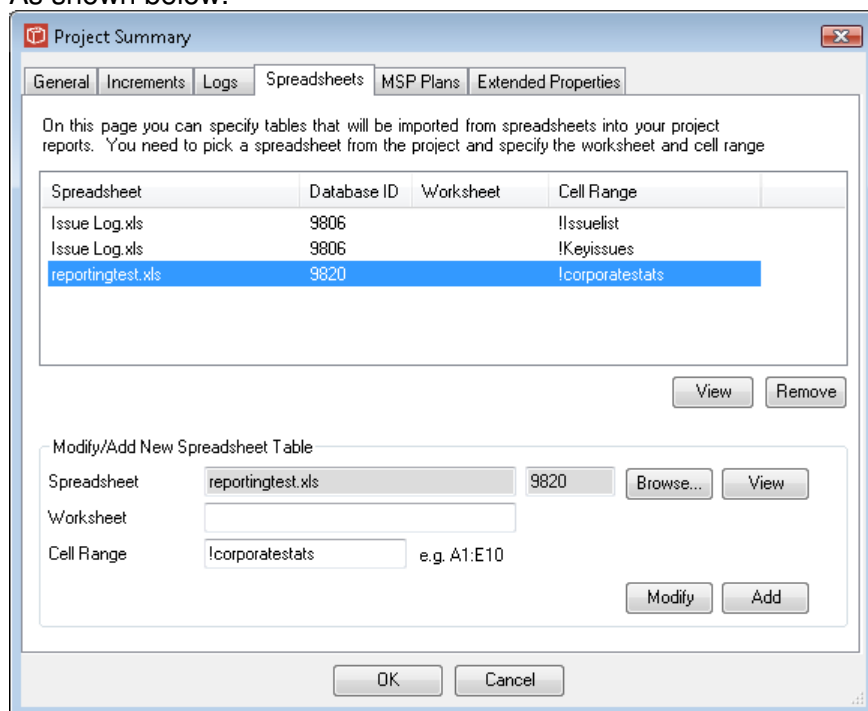 As shown below:
Project Summary
General Increments Logs Spreadsheets MSP Plans Extended Properties
On this page you can specify tables that will be imported from spreadsheets into your project
reports. You need to pick a spreadsheet from the project and specify the worksheet and cell range
Spreadsheet Database ID Worksheet Cell Range
Issue Log.xls 9806 !Issuelist
Issue Log.xls 9806 !Keyissues
reportingtest.xls 9820 !corporatestats
View Remove
Modify/Add New Spreadsheet Table
Spreadsheet reportingtest.xls 9820 Browse... View
Worksheet
Cell Range !corporatestats e.g. A1:E10
Modify Add
OK Cancel